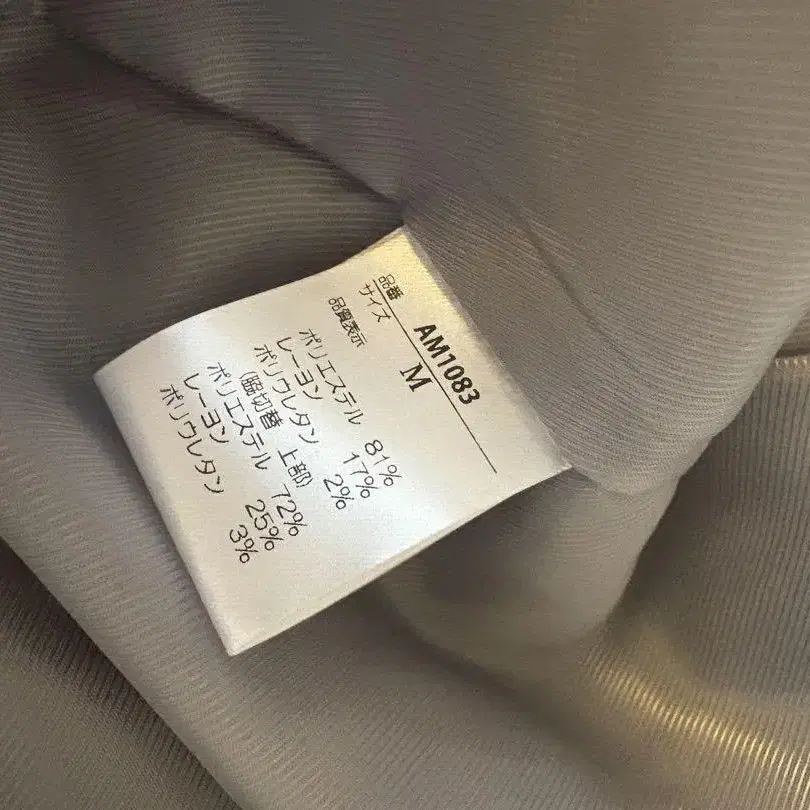 品番 AM1083
サイズ M
品質表示
ポリエステル 81%
レーヨン 17%
ポリウレタン 2%
(脇切替 上部)
ポリエステル 72%
レーヨン 25%
ポリウレタン 3%